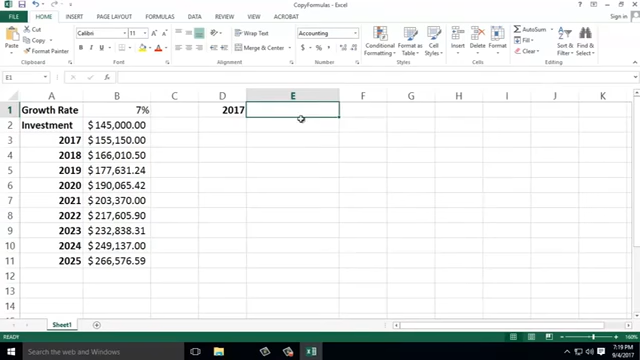 CopyFormulas - Excel
FILE HOME INSERT PAGE LAYOUT FORMULAS DATA REVIEW VIEW ACROBAT Sign in
Paste Cut Copy Format Painter Calibri 11 Wrap Text Merge & Center Accounting Conditional Formatting Format as Table Cell Styles Insert Delete Format AutoSum Fill Clear
Clipboard Font Alignment Number Styles Cells Editing
E1
A B C D E F G H I J K
1 Growth Rate 7% 2017
2 Investment $ 145,000.00
3 2017 $ 155,150.00
4 2018 $ 166,010.50
5 2019 $ 177,631.24
6 2020 $ 190,065.42
7 2021 $ 203,370.00
8 2022 $ 217,605.90
9 2023 $ 232,838.31
10 2024 $ 249,137.00
11 2025 $ 266,576.59
12
13
14
Sheet1
READY 160%
Search the web and Windows
7:19 PM
9/4/2017